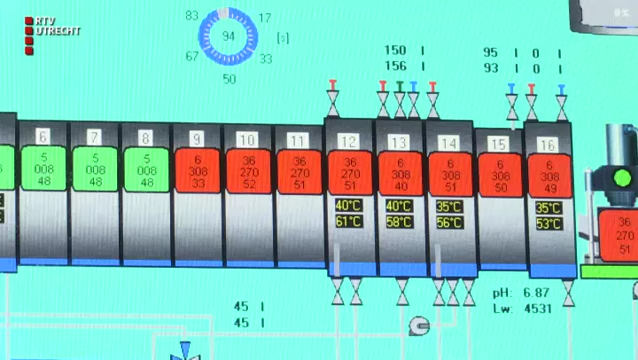 RTV
UTRECHT
83 17
94 [s]
67 33
50
150 l
156 l
95 l 0 l
93 l 0 l
6 7 8 9 10 11 12 13 14 15 16
5 5 5 6 36 36 36 6 6 6 6
008 008 008 308 270 270 270 308 308 308 308
48 48 48 33 52 51 51 40 51 50 49
40°C 40°C 35°C 35°C
61°C 58°C 56°C 53°C
36
270
51
45 l
45 l
pH: 6.87
Lw: 4531